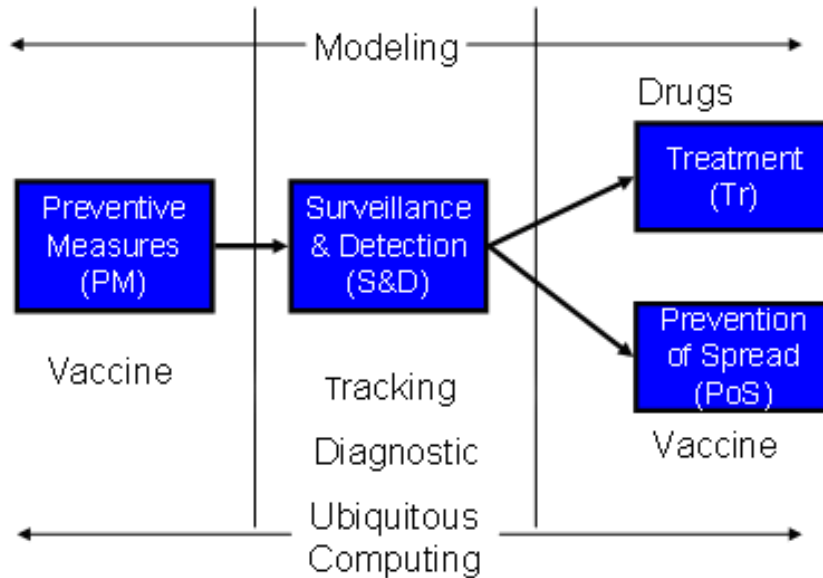 Modeling
Drugs
Treatment
(Tr)
Preventive
Measures
(PM)
Surveillance
& Detection
(S&D)
Prevention
of Spread
(PoS)
Vaccine
Tracking
Vaccine
Diagnostic
Ubiquitous
Computing